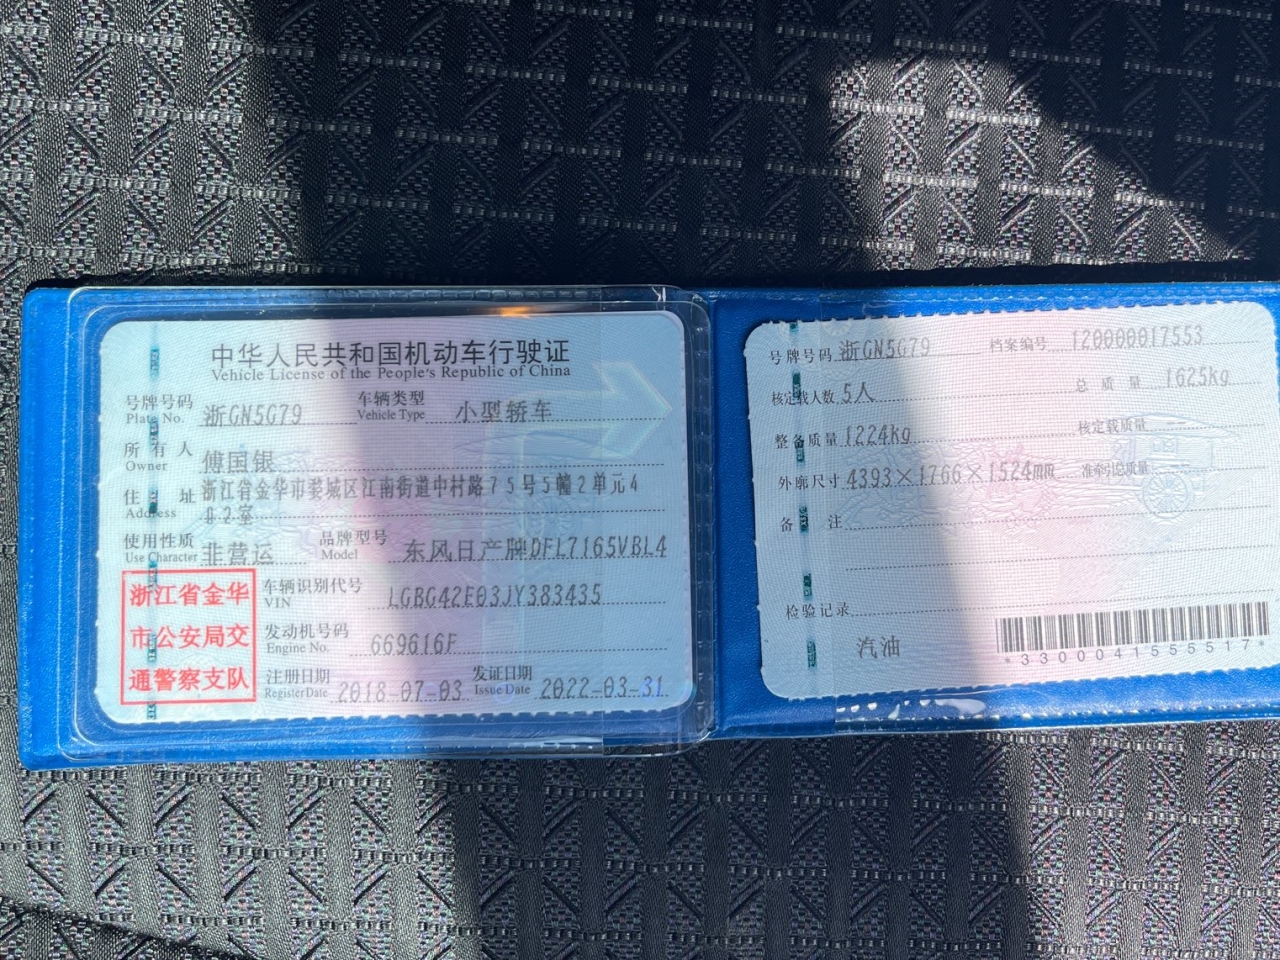 中华人民共和国机动车行驶证
Vehicle License of the People's Republic of China
号牌号码 浙GN5G79 车辆类型 小型轿车
Plate No. Vehicle Type
所有人 傅国银
Owner
住址 浙江省金华市婺城区江南街道中村路75号5幢2单元4
Address 02室
使用性质 非营运 品牌型号 东风日产牌DFL7165VBL4
Use Character Model
浙江省金华
市公安局交
通警察支队
车辆识别代号 LGBG42E03JY383435
VIN
发动机号码 669616F
Engine No.
注册日期 2018-07-03 发证日期 2022-03-31
Register Date Issue Date
号牌号码 浙GN5G79 档案编号 120000017553
核定载人数 5人 总质量 1625kg
整备质量 1224kg 核定载质量
外廓尺寸 4393×1766×1524mm 准牵引总质量
备注
检验记录
汽油
*3300041555517*